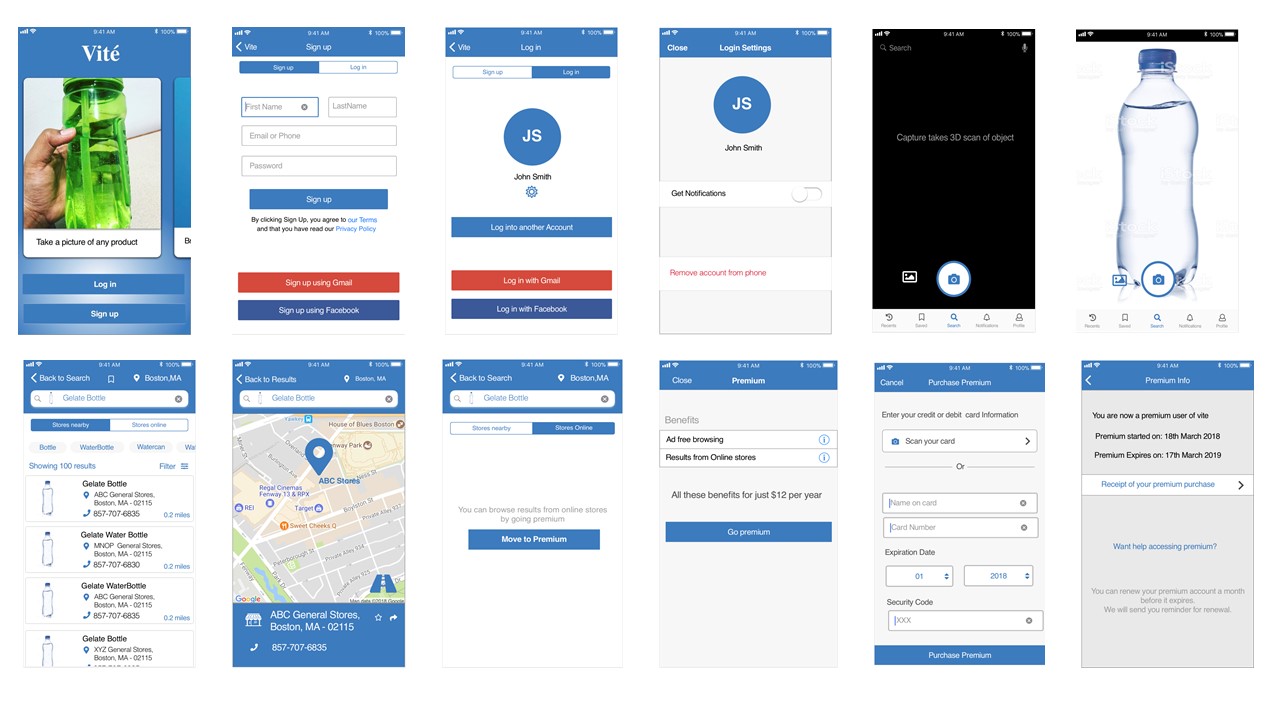 9:41 AM 100%
Vité
Take a picture of any product
Log in
Sign up
9:41 AM 100%
Vite
Sign up
Sign up
Log in
First Name
LastName
Email or Phone
Password
Sign up
By clicking Sign Up, you agree to our Terms
and that you have read our Privacy Policy
Sign up using Gmail
Sign up using Facebook
9:41 AM 100%
Vite
Log in
Sign up
Log in
JS
John Smith
Log into another Account
Log in with Gmail
Log in with Facebook
9:41 AM 100%
Close
Login Settings
JS
John Smith
Get Notifications
Remove account from phone
9:41 AM 100%
Search
Capture takes 3D scan of object
Recents
Saved
Search
Notifications
Profile
9:41 AM 100%
iStock
Recents
Saved
Search
Notifications
Profile
9:41 AM 100%
Back to Search
Boston,MA
Gelate Bottle
Stores nearby
Stores online
Bottle
WaterBottle
Watercan
Wat
Showing 100 results
Filter
Gelate Bottle
ABC General Stores,
Boston, MA - 02115
857-707-6835
0.2 miles
Gelate Water Bottle
MNOP General Stores,
Boston, MA - 02115
857-707-6830
0.2 miles
Gelate WaterBottle
ABC General Stores,
Boston, MA - 02115
857-707-6835
0.2 miles
Gelate Bottle
XYZ General Stores,
Boston, MA - 02115
9:41 AM 100%
Back to Results
Boston, MA
Gelate Bottle
Yawkey
House of Blues Boston
Fenway Park
ABC Stores
Regal Cinemas
Fenway 13 & RPX
REI
Target
Sweet Cheeks Q
Peterborough St
Private Alley 931
Google
Map data ©2018 Google
ABC General Stores,
Boston, MA - 02115
857-707-6835
9:41 AM 100%
Back to Search
Boston,MA
Gelate Bottle
Stores nearby
Stores Online
You can browse results from online stores
by going premium
Move to Premium
9:41 AM 100%
Close
Premium
Benefits
Ad free browsing
Results from Online stores
All these benefits for just $12 per year
Go premium
9:41 AM 100%
Cancel
Purchase Premium
Enter your credit or debit card Information
Scan your card
Or
Name on card
Card Number
Expiration Date
01
2018
Security Code
XXX
Purchase Premium
9:41 AM 100%
Premium Info
You are now a premium user of vite
Premium started on: 18th March 2018
Premium Expires on: 17th March 2019
Receipt of your premium purchase
Want help accessing premium?
You can renew your premium account a month
before it expires.
We will send you reminder for renewal.